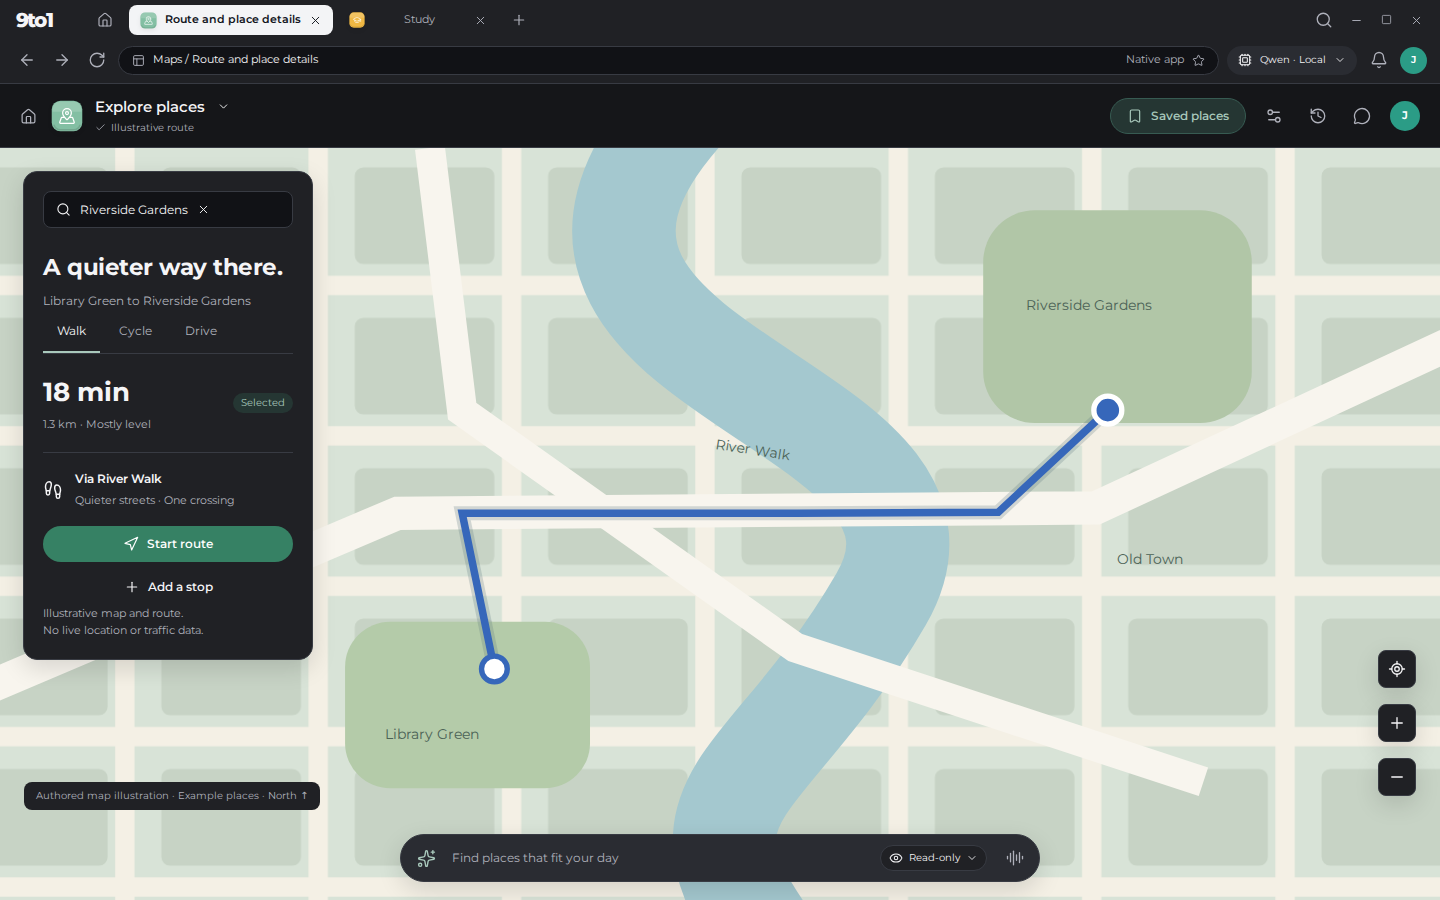 9to1
Route and place details
Study
Maps / Route and place details
Native app
Qwen · Local
J
Explore places
Illustrative route
Saved places
J
Riverside Gardens
A quieter way there.
Library Green to Riverside Gardens
Walk
Cycle
Drive
18 min
Selected
1.3 km · Mostly level
Via River Walk
Quieter streets · One crossing
Start route
Add a stop
Illustrative map and route.
No live location or traffic data.
Riverside Gardens
River Walk
Old Town
Library Green
Authored map illustration · Example places · North ↑
Find places that fit your day
Read-only